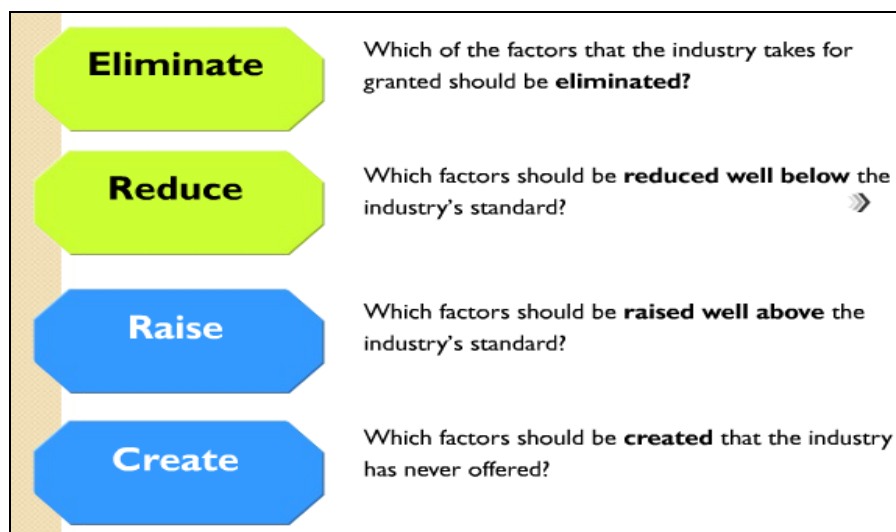 Eliminate
Which of the factors that the industry takes for
granted should be eliminated?
Reduce
Which factors should be reduced well below the
industry’s standard?
Raise
Which factors should be raised well above the
industry’s standard?
Create
Which factors should be created that the industry
has never offered?